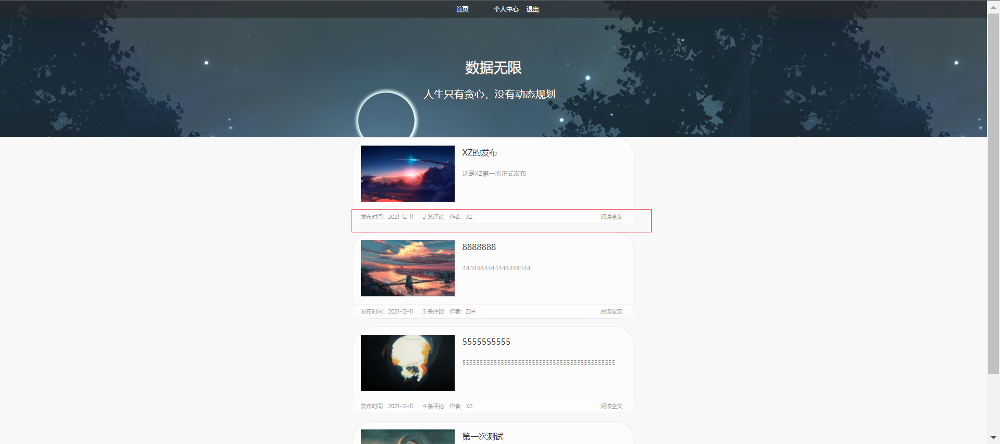 首页 个人中心 退出
数据无限
人生只有贪心，没有动态规划
XZ的发布
这是XZ第一次正式发布
发布时间：2021-12-11 2 条评论 作者：XZ 阅读全文
8888888
4444444444444444444
发布时间：2021-12-11 3 条评论 作者：ZJH 阅读全文
5555555555
55555555555555555555555555555555555555555555
发布时间：2021-12-11 4 条评论 作者：XZ 阅读全文
第一次测试